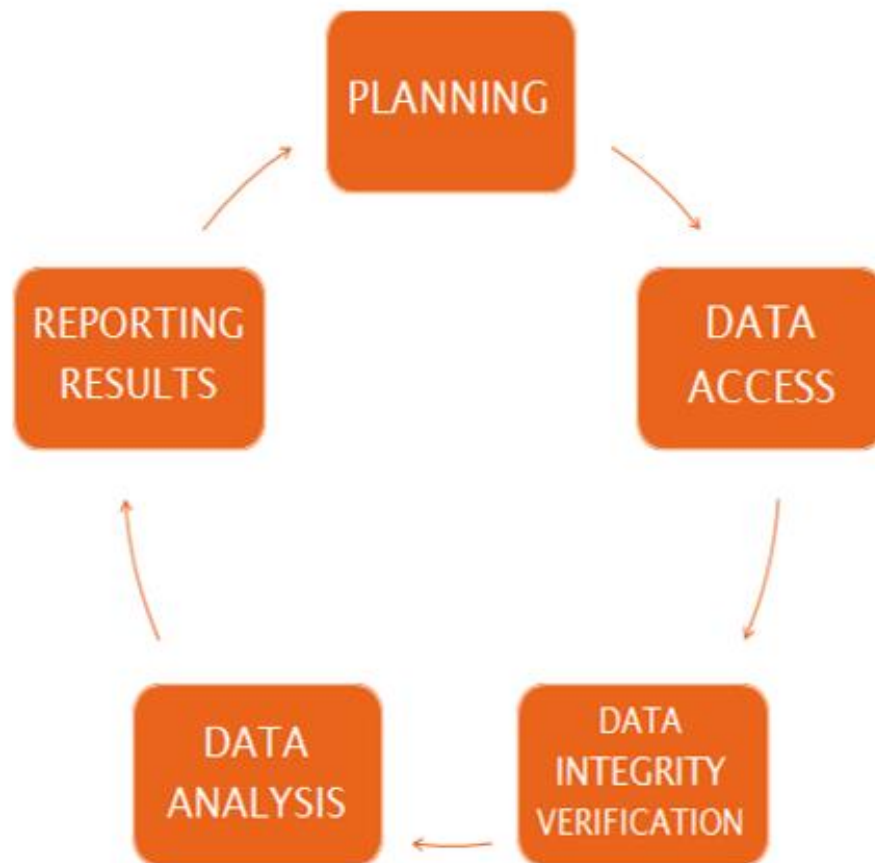 PLANNING
DATA
ACCESS
DATA
INTEGRITY
VERIFICATION
DATA
ANALYSIS
REPORTING
RESULTS